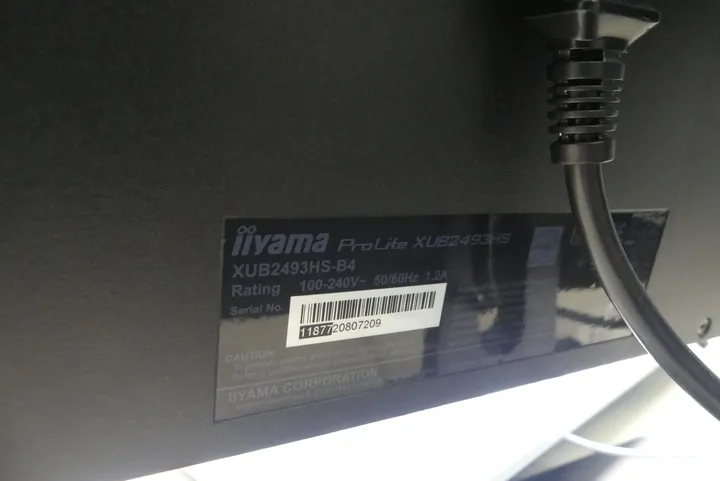 iiyama ProLite XUB2493HS
XUB2493HS-B4
Rating 100-240V~ 50/60Hz 1.2A
Serial No.
1187720807209
CAUTION
IIYAMA CORPORATION